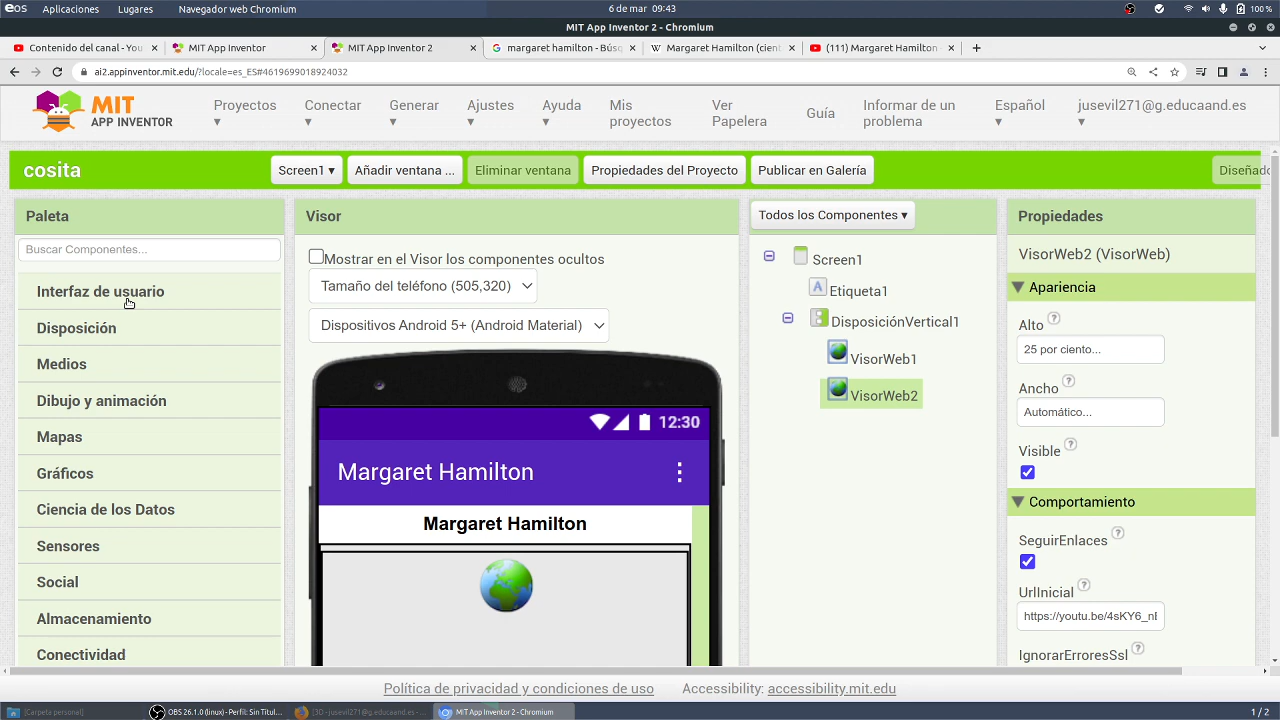 Aplicaciones Lugares Navegador web Chromium 6 de mar 09:43 100 %
MIT App Inventor 2 - Chromium
Contenido del canal - You MIT App Inventor MIT App Inventor 2 margaret hamilton - Bús Margaret Hamilton (cient (111) Margaret Hamilton -
ai2.appinventor.mit.edu/?locale=es_ES#4619699018924032
MIT APP INVENTOR
Proyectos ▾ Conectar ▾ Generar ▾ Ajustes ▾ Ayuda ▾ Mis proyectos Ver Papelera Guía Informar de un problema Español ▾ jusevil271@g.educaand.es ▾
cosita Screen1 ▾ Añadir ventana ... Eliminar ventana Propiedades del Proyecto Publicar en Galería Diseñado
Paleta
Buscar Componentes...
Interfaz de usuario
Disposición
Medios
Dibujo y animación
Mapas
Gráficos
Ciencia de los Datos
Sensores
Social
Almacenamiento
Conectividad
Visor
Mostrar en el Visor los componentes ocultos
Tamaño del teléfono (505,320)
Dispositivos Android 5+ (Android Material)
12:30
Margaret Hamilton
Margaret Hamilton
Todos los Componentes ▾
Screen1
A Etiqueta1
DisposiciónVertical1
VisorWeb1
VisorWeb2
Propiedades
VisorWeb2 (VisorWeb)
Apariencia
Alto ?
25 por ciento...
Ancho ?
Automático...
Visible ?
Comportamiento
SeguirEnlaces ?
UrlInicial ?
https://youtu.be/4sKY6_nl
IgnorarErroresSsl ?
Política de privacidad y condiciones de uso Accessibility: accessibility.mit.edu
[Carpeta personal] OBS 26.1.0 (linux) - Perfil: Sin Títul... [3D - jusevil271@g.educaand.es -... MIT App Inventor 2 - Chromium 1 / 2